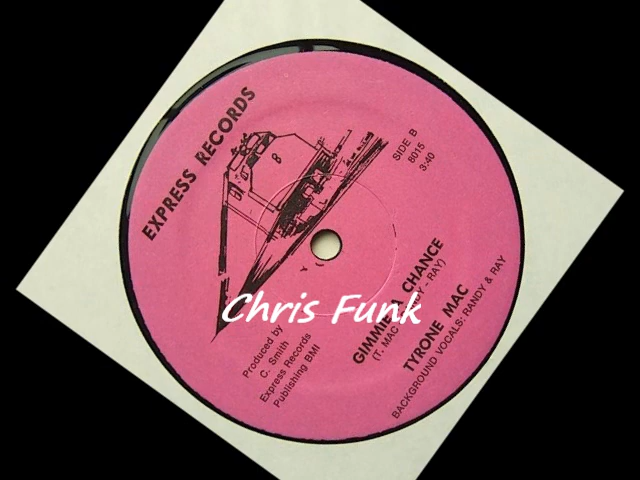 EXPRESS RECORDS
8
SIDE B
8015
3:40
Chris Funk
GIMMIE A CHANCE
TYRONE MAC
BACKGROUND VOCALS: RANDY & RAY
Produced by
C. Smith
Express Records
Publishing BMI